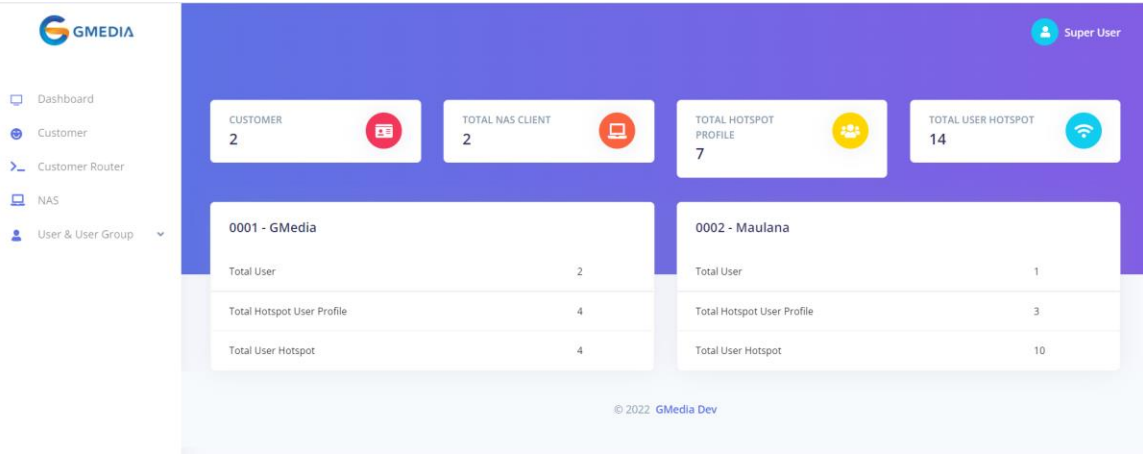 GMEDIA
Super User
Dashboard
Customer
Customer Router
NAS
User & User Group
CUSTOMER
2
TOTAL NAS CLIENT
2
TOTAL HOTSPOT
PROFILE
7
TOTAL USER HOTSPOT
14
0001 - GMedia
Total User 2
Total Hotspot User Profile 4
Total User Hotspot 4
0002 - Maulana
Total User 1
Total Hotspot User Profile 3
Total User Hotspot 10
© 2022 GMedia Dev